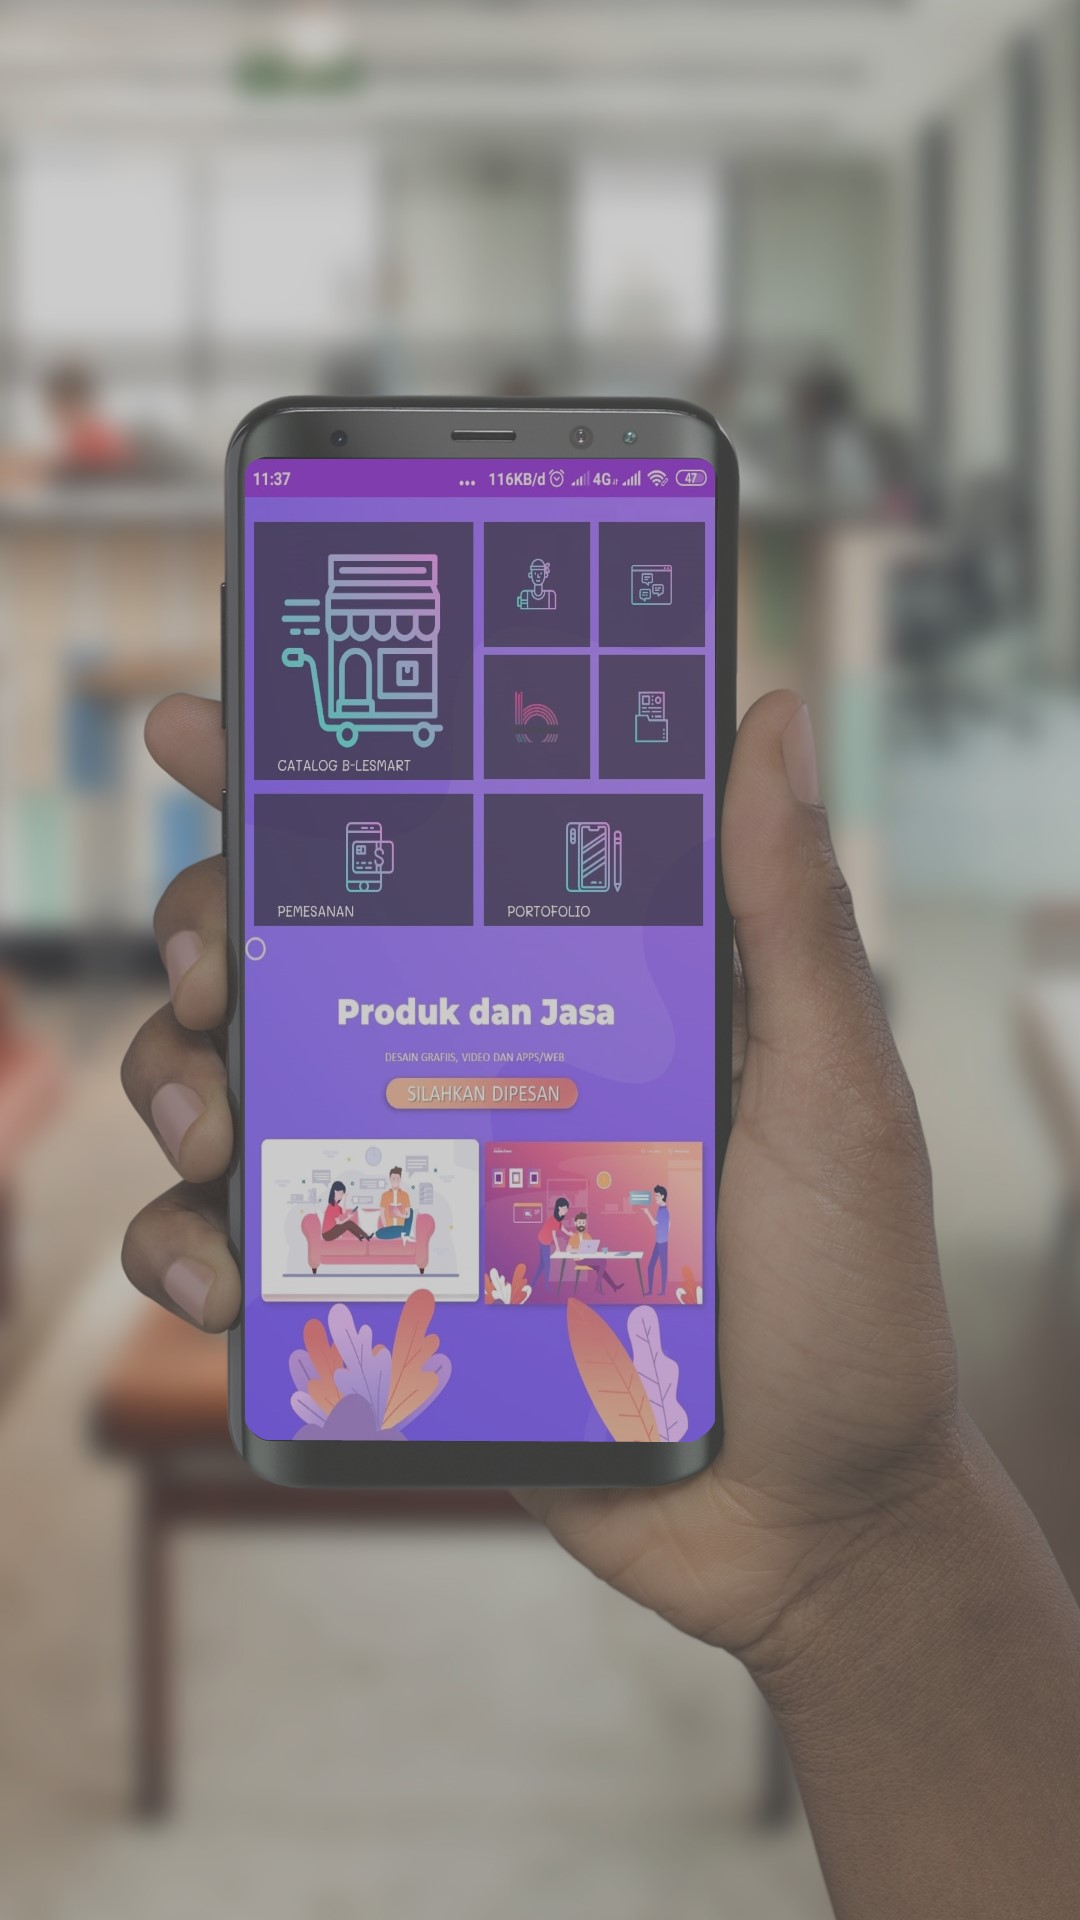 11:37 ... 116KB/d 4G 47
CATALOG B-LESMART
PEMESANAN
PORTOFOLIO
Produk dan Jasa
DESAIN GRAFIIS, VIDEO DAN APPS/WEB
SILAHKAN DIPESAN